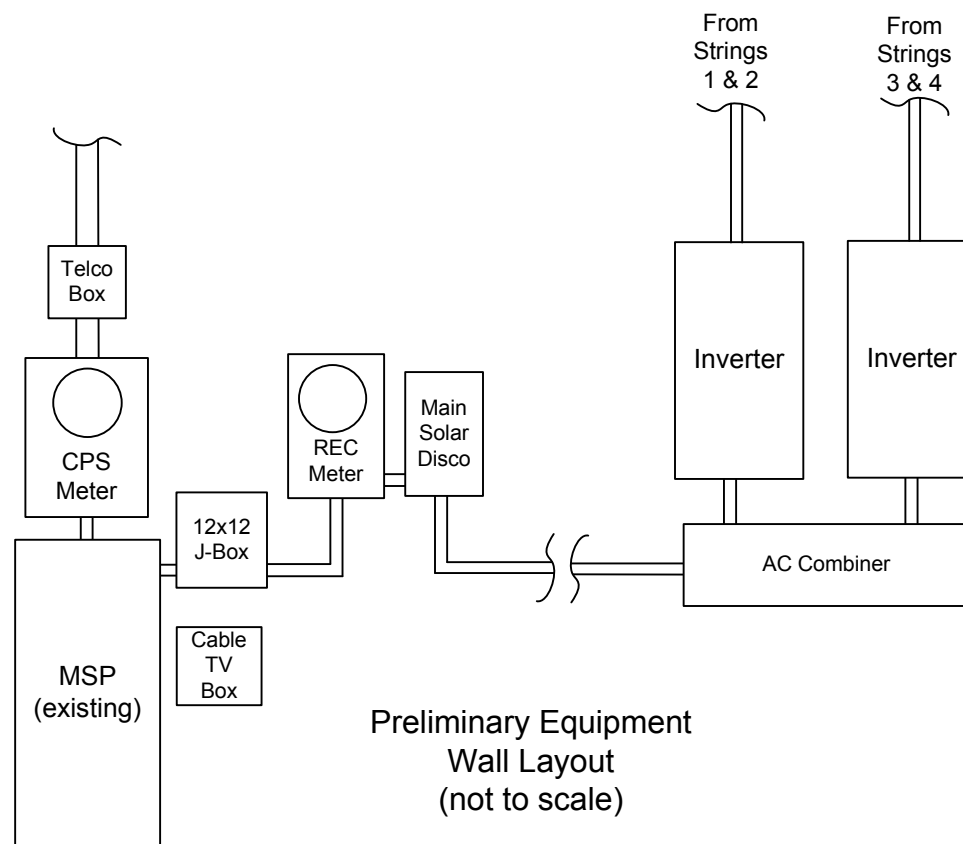 From
Strings
1 & 2
From
Strings
3 & 4
Telco
Box
CPS
Meter
REC
Meter
Main
Solar
Disco
Inverter
Inverter
12x12
J-Box
AC Combiner
MSP
(existing)
Cable
TV
Box
Preliminary Equipment
Wall Layout
(not to scale)